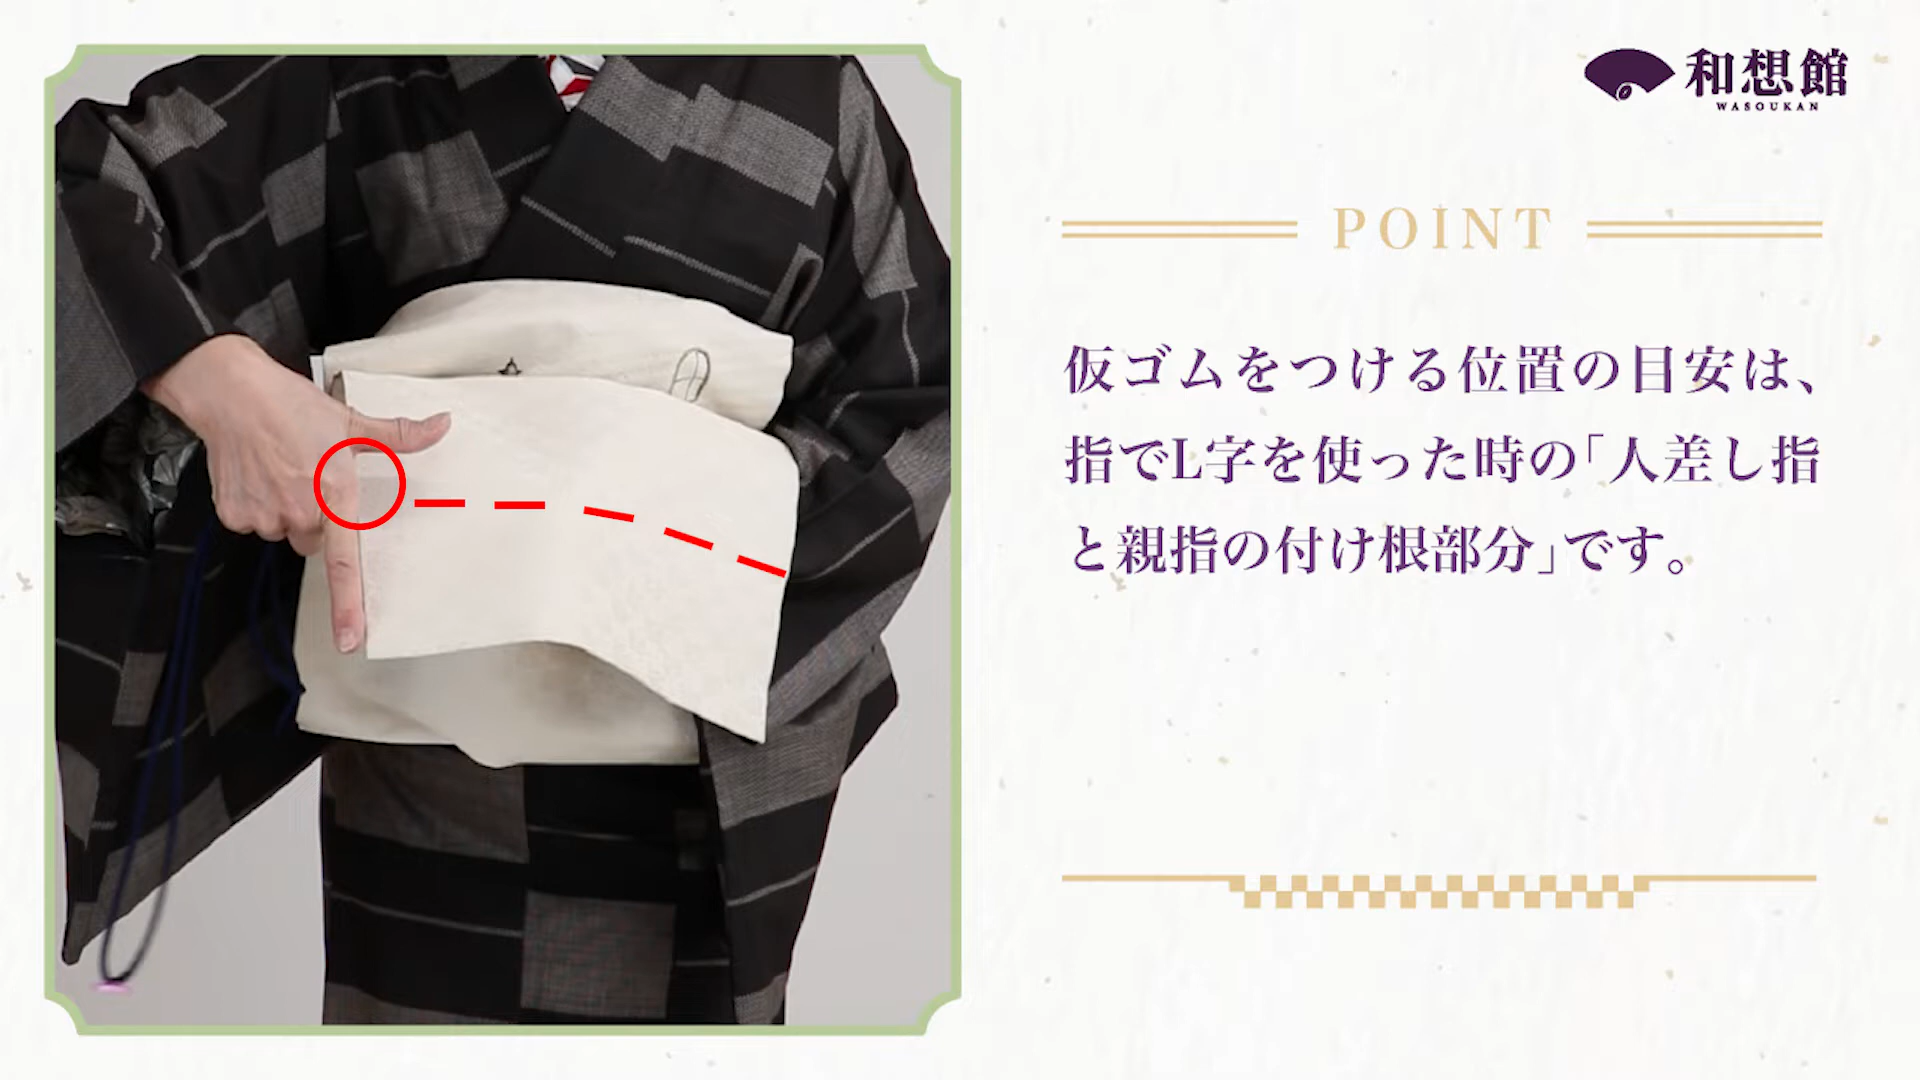 和想館
WASOUKAN
POINT
仮ゴムをつける位置の目安は、
指でL字を使った時の「人差し指
と親指の付け根部分」です。